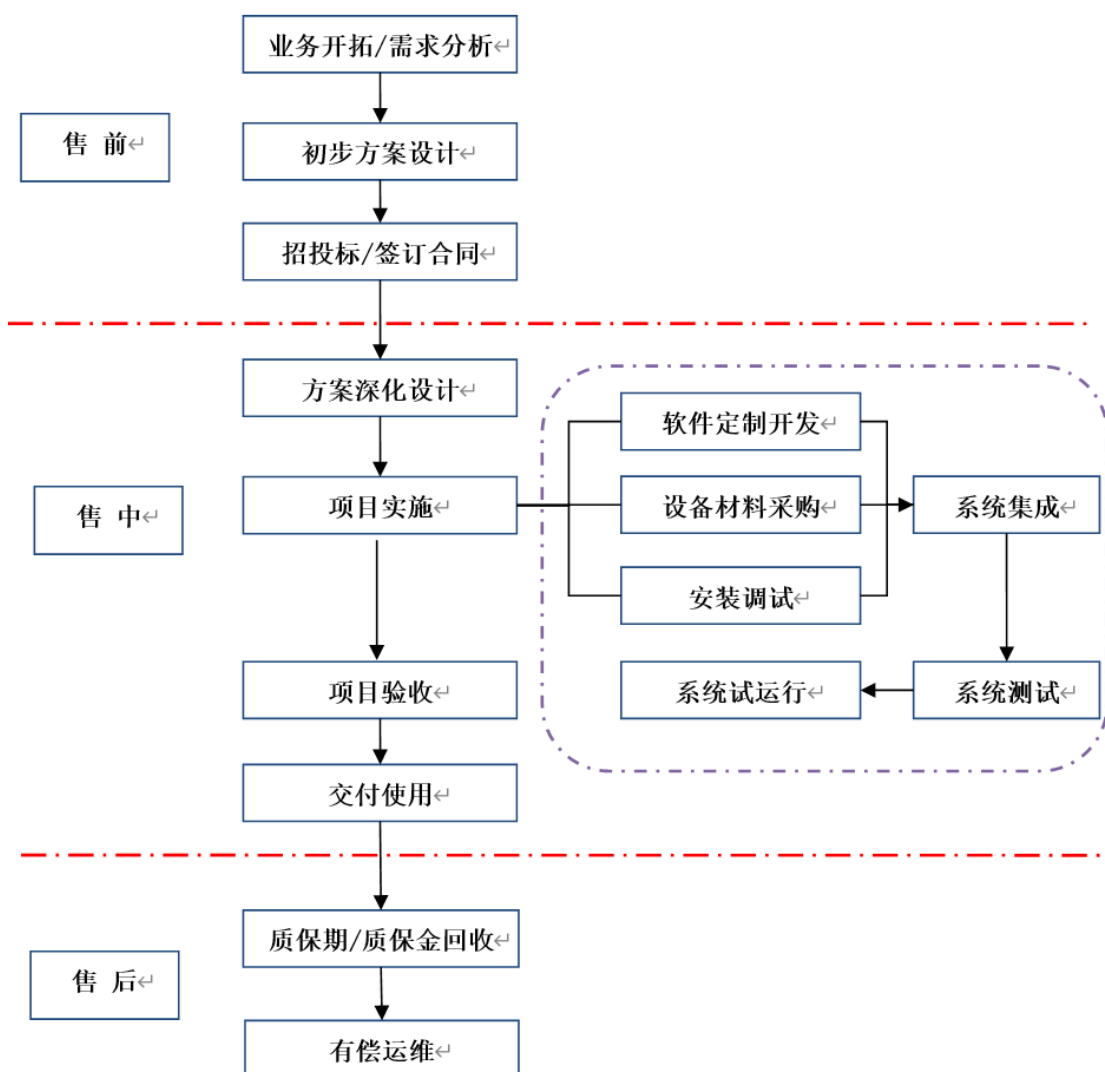 业务开拓/需求分析
售 前
初步方案设计
招投标/签订合同
方案深化设计
软件定制开发
售 中
项目实施
设备材料采购
系统集成
安装调试
项目验收
系统试运行
系统测试
交付使用
质保期/质保金回收
售 后
有偿运维